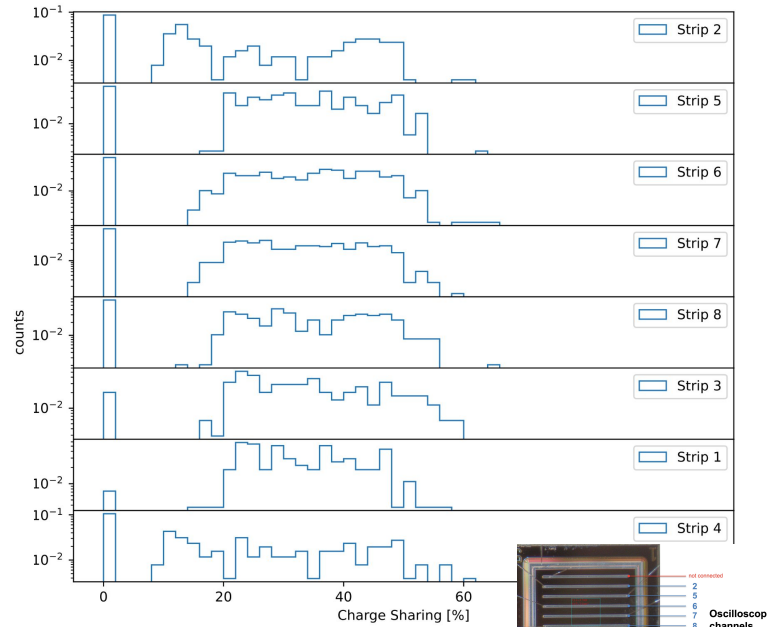 10⁻¹
10⁻²
Strip 2
10⁻²
Strip 5
10⁻²
Strip 6
10⁻²
Strip 7
10⁻²
Strip 8
10⁻²
Strip 3
10⁻²
Strip 1
10⁻¹
10⁻²
Strip 4
counts
0 20 40 60
Charge Sharing [%]
not connected
2
5
6
7
8
Oscilloscop
channels